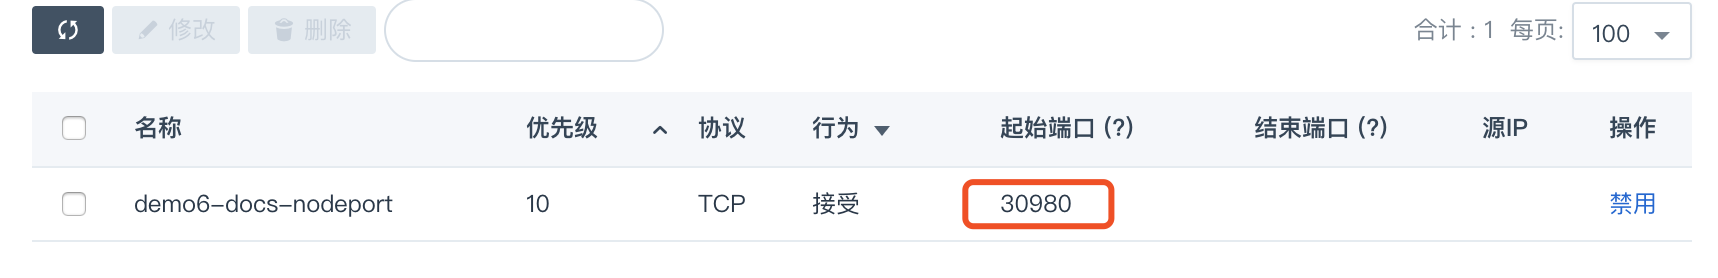 修改 删除 合计：1 每页: 100
名称 优先级 协议 行为 起始端口 (?) 结束端口 (?) 源IP 操作
demo6-docs-nodeport 10 TCP 接受 30980 禁用